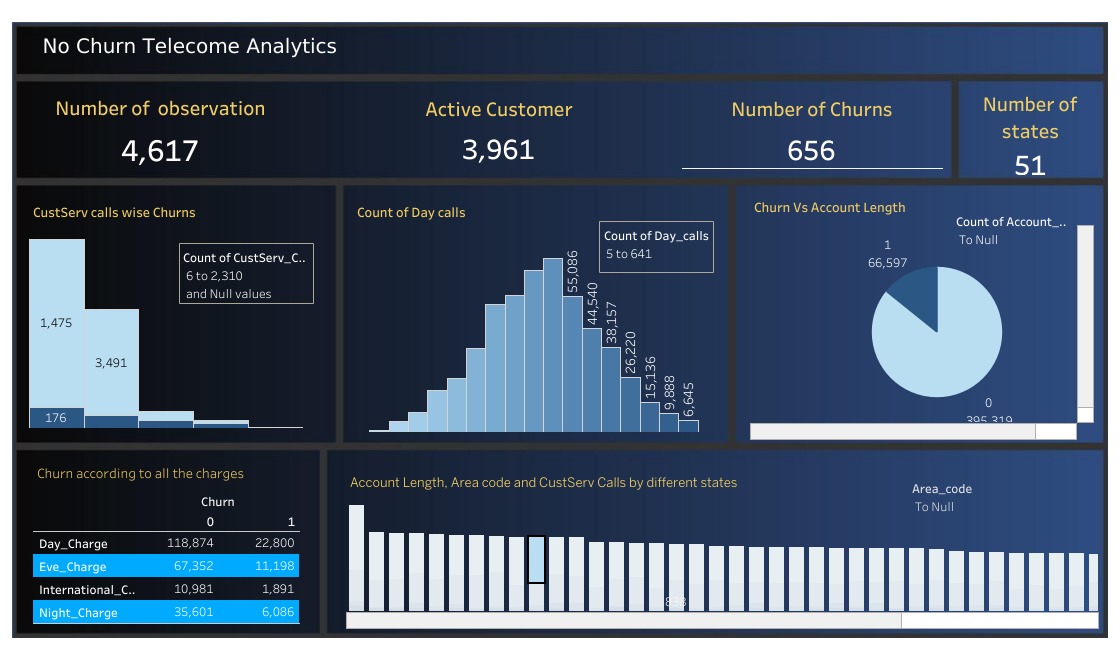 No Churn Telecome Analytics
Number of observation
4,617
Active Customer
3,961
Number of Churns
656
Number of
states
51
CustServ calls wise Churns
Count of CustServ_C..
6 to 2,310
and Null values
1,475
3,491
176
Count of Day calls
Count of Day_calls
5 to 641
55,086
44,540
38,157
26,220
15,136
9,888
6,645
Churn Vs Account Length
Count of Account_..
To Null
1
66,597
0
395,319
Churn according to all the charges
Churn
0 1
Day_Charge 118,874 22,800
Eve_Charge 67,352 11,198
International_C.. 10,981 1,891
Night_Charge 35,601 6,086
Account Length, Area code and CustServ Calls by different states
Area_code
To Null